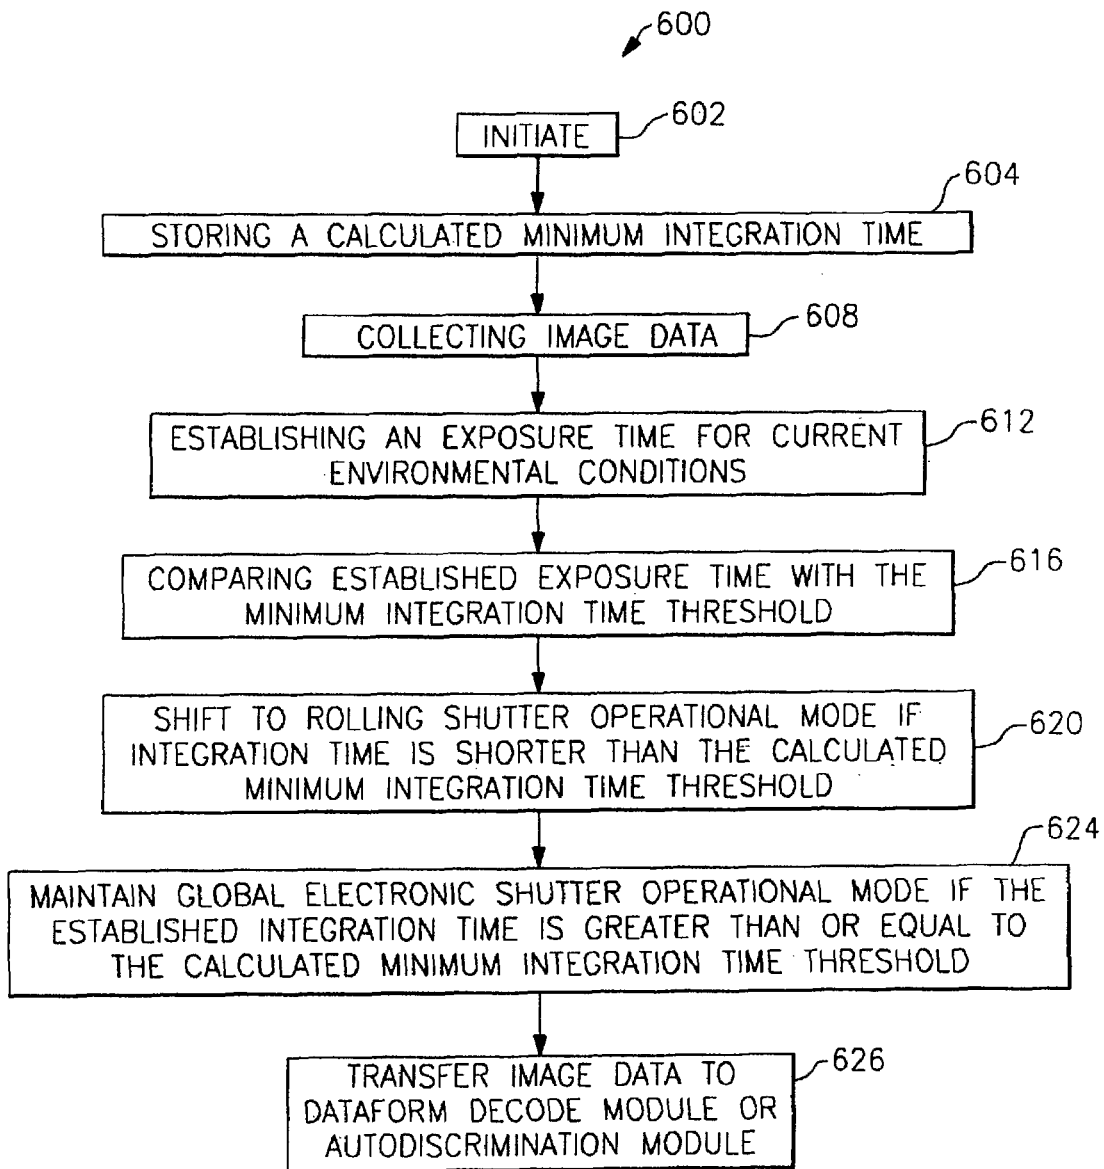 600
INITIATE
602
604
STORING A CALCULATED MINIMUM INTEGRATION TIME
COLLECTING IMAGE DATA
608
ESTABLISHING AN EXPOSURE TIME FOR CURRENT
ENVIRONMENTAL CONDITIONS
612
COMPARING ESTABLISHED EXPOSURE TIME WITH THE
MINIMUM INTEGRATION TIME THRESHOLD
616
SHIFT TO ROLLING SHUTTER OPERATIONAL MODE IF
INTEGRATION TIME IS SHORTER THAN THE CALCULATED
MINIMUM INTEGRATION TIME THRESHOLD
620
624
MAINTAIN GLOBAL ELECTRONIC SHUTTER OPERATIONAL MODE IF THE
ESTABLISHED INTEGRATION TIME IS GREATER THAN OR EQUAL TO
THE CALCULATED MINIMUM INTEGRATION TIME THRESHOLD
TRANSFER IMAGE DATA TO
DATAFORM DECODE MODULE OR
AUTODISCRIMINATION MODULE
626